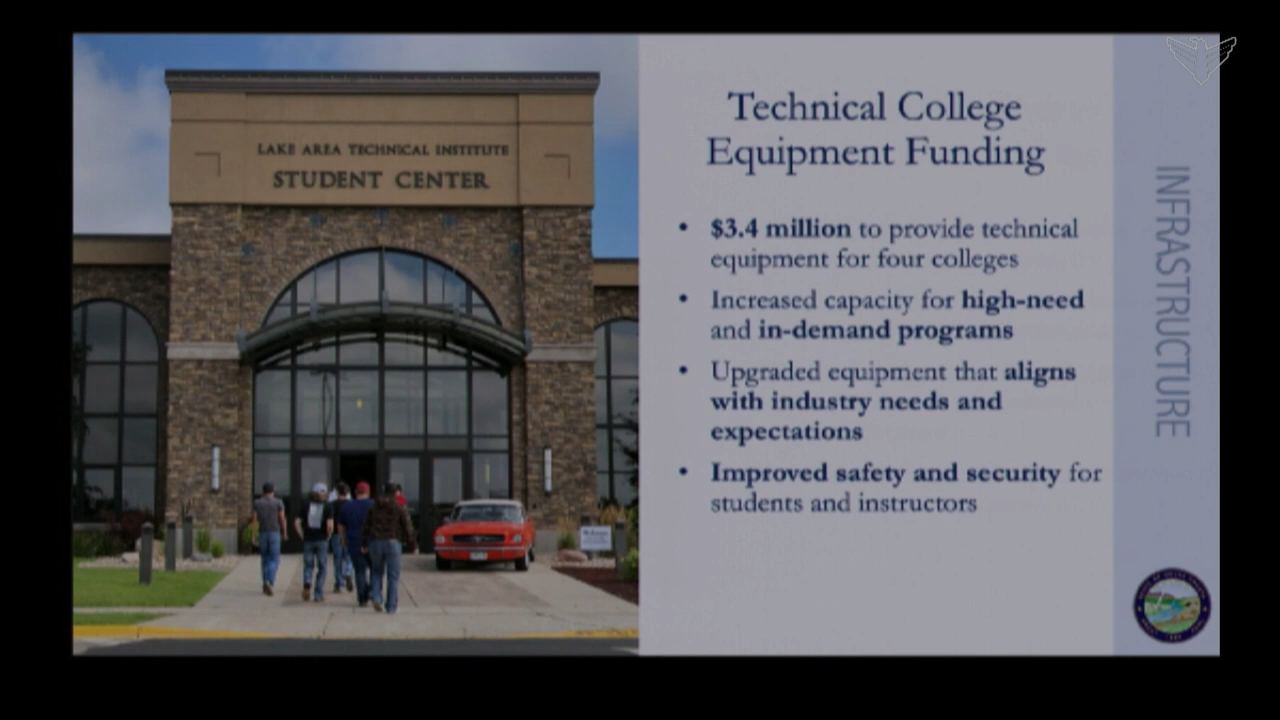 LAKE AREA TECHNICAL INSTITUTE
STUDENT CENTER
Technical College
Equipment Funding
• $3.4 million to provide technical
equipment for four colleges
• Increased capacity for high-need
and in-demand programs
• Upgraded equipment that aligns
with industry needs and
expectations
• Improved safety and security for
students and instructors
INFRASTRUCTURE